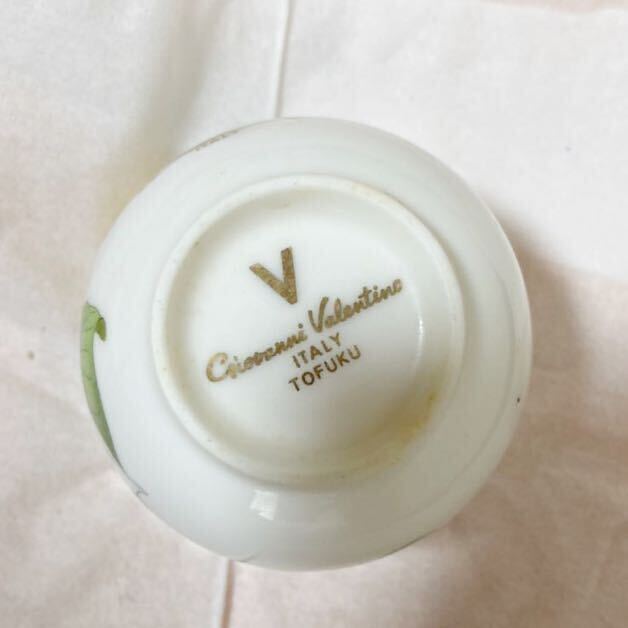 V
Giovanni Valentino
ITALY
TOFUKU